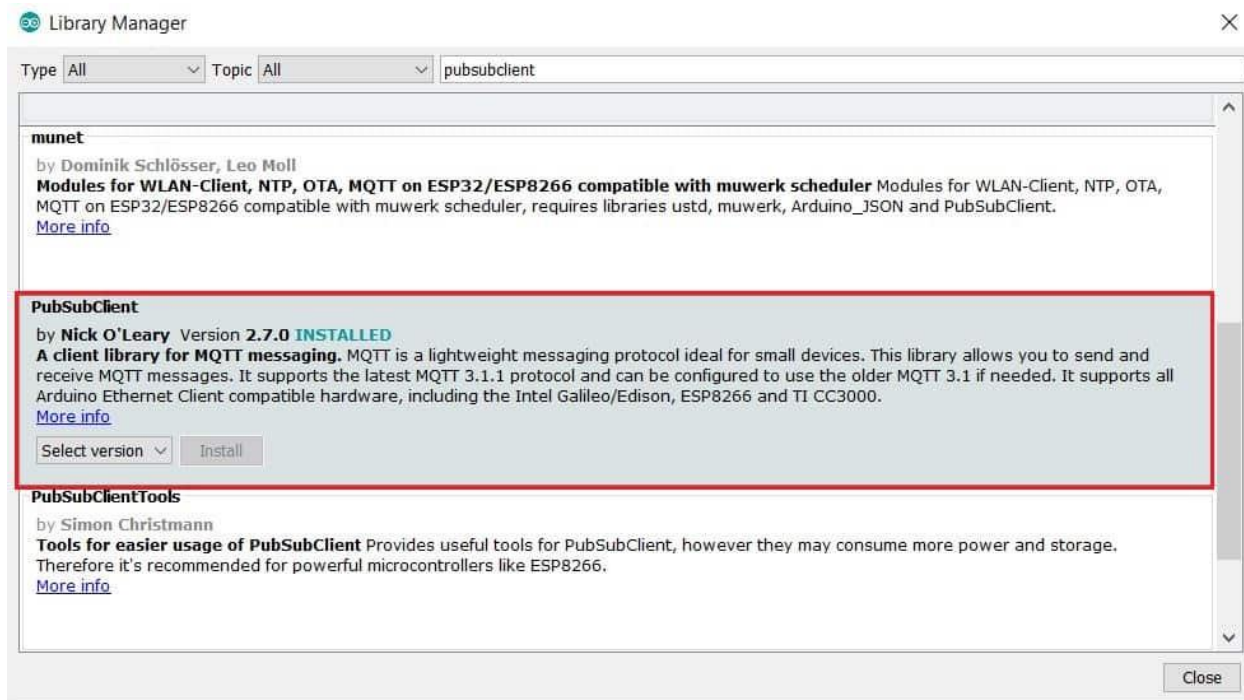 Library Manager
Type All Topic All pubsubclient
munet
by Dominik Schlösser, Leo Moll
Modules for WLAN-Client, NTP, OTA, MQTT on ESP32/ESP8266 compatible with muwerk scheduler Modules for WLAN-Client, NTP, OTA,
MQTT on ESP32/ESP8266 compatible with muwerk scheduler, requires libraries ustd, muwerk, Arduino_JSON and PubSubClient.
More info
PubSubClient
by Nick O'Leary Version 2.7.0 INSTALLED
A client library for MQTT messaging. MQTT is a lightweight messaging protocol ideal for small devices. This library allows you to send and
receive MQTT messages. It supports the latest MQTT 3.1.1 protocol and can be configured to use the older MQTT 3.1 if needed. It supports all
Arduino Ethernet Client compatible hardware, including the Intel Galileo/Edison, ESP8266 and TI CC3000.
More info
Select version Install
PubSubClientTools
by Simon Christmann
Tools for easier usage of PubSubClient Provides useful tools for PubSubClient, however they may consume more power and storage.
Therefore it's recommended for powerful microcontrollers like ESP8266.
More info
Close